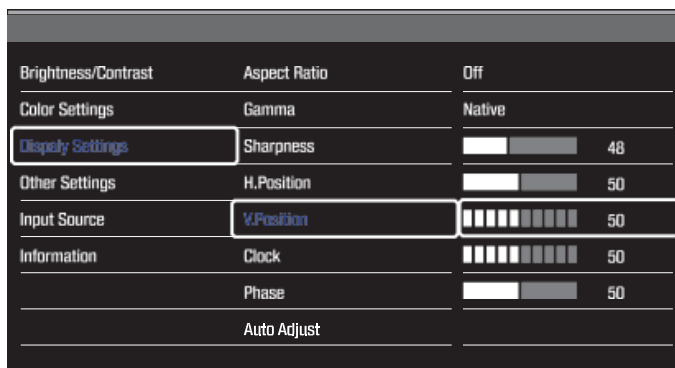 Brightness/Contrast Aspect Ratio Off
Color Settings Gamma Native
Dispaly Settings Sharpness 48
Other Settings H.Position 50
Input Source V.Position 50
Information Clock 50
Phase 50
Auto Adjust